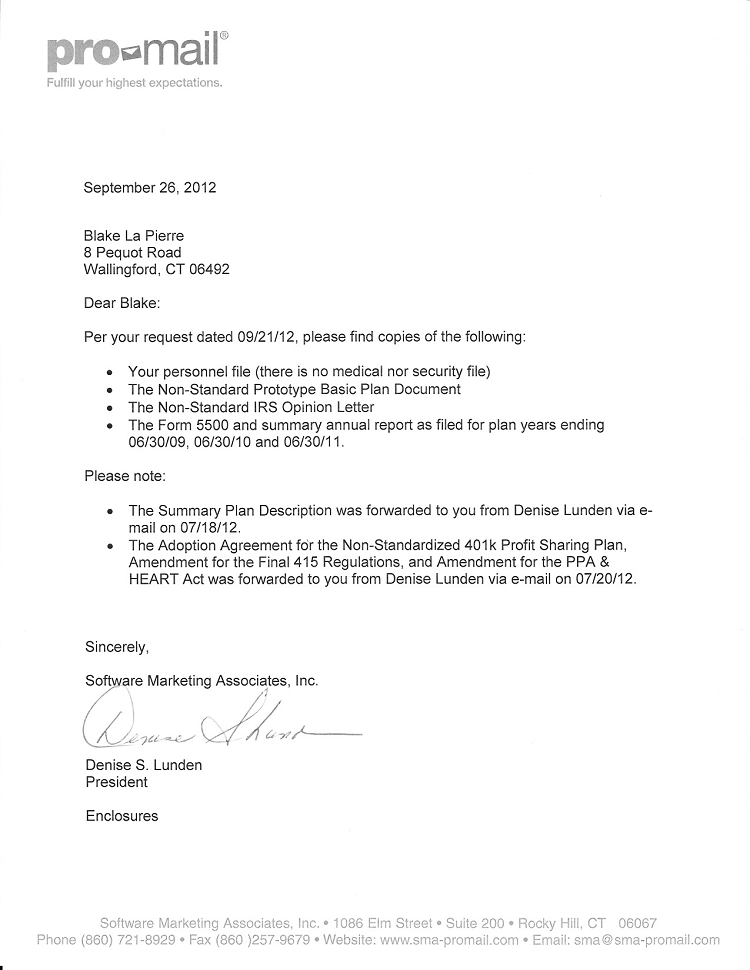 pro mail®
Fulfill your highest expectations.
September 26, 2012
Blake La Pierre
8 Pequot Road
Wallingford, CT 06492
Dear Blake:
Per your request dated 09/21/12, please find copies of the following:
• Your personnel file (there is no medical nor security file)
• The Non-Standard Prototype Basic Plan Document
• The Non-Standard IRS Opinion Letter
• The Form 5500 and summary annual report as filed for plan years ending
06/30/09, 06/30/10 and 06/30/11.
Please note:
• The Summary Plan Description was forwarded to you from Denise Lunden via e-
mail on 07/18/12.
• The Adoption Agreement for the Non-Standardized 401k Profit Sharing Plan,
Amendment for the Final 415 Regulations, and Amendment for the PPA &
HEART Act was forwarded to you from Denise Lunden via e-mail on 07/20/12.
Sincerely,
Software Marketing Associates, Inc.
Denise S Lund
Denise S. Lunden
President
Enclosures
Software Marketing Associates, Inc. • 1086 Elm Street • Suite 200 • Rocky Hill, CT 06067
Phone (860) 721-8929 • Fax (860 )257-9679 • Website: www.sma-promail.com • Email: sma@sma-promail.com